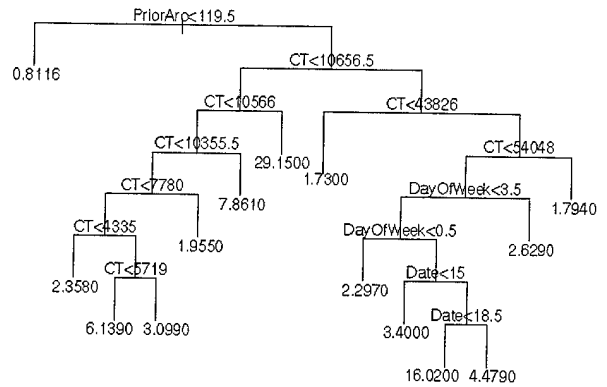 PriorArp<119.5
0.8116
CT<10656.5
CT<10566
CT<43826
CT<10355.5
29.1500
1.7300
CT<54048
CT<7780
7.8610
DayOfWeek<3.5
1.7940
CT<4335
1.9550
DayOfWeek<0.5
2.6290
2.3580
CT<5719
2.2970
Date<15
6.1390
3.0990
3.4000
Date<18.5
16.0200
4.4790